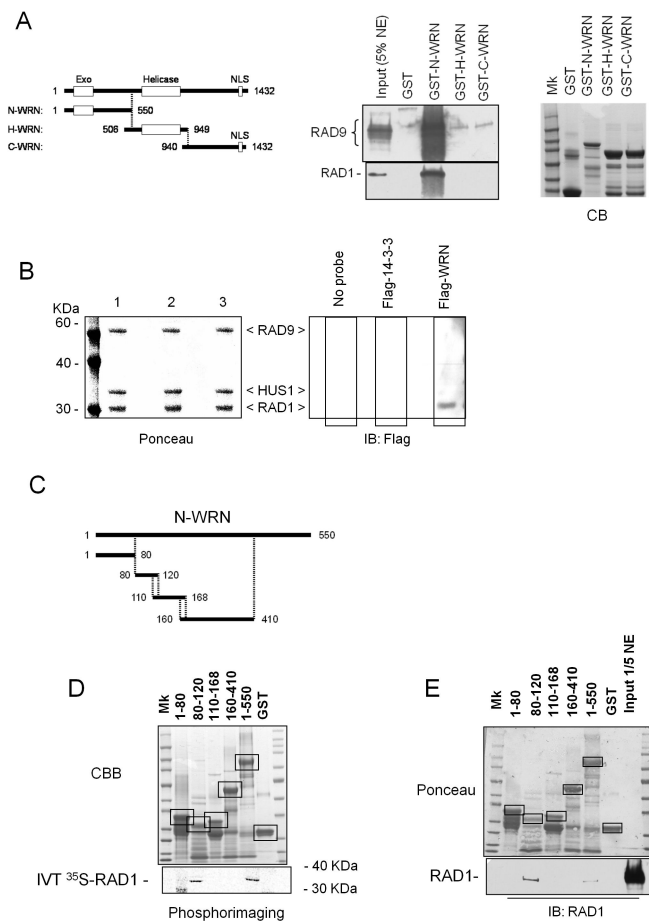 A
Exo
Helicase
NLS
1
1432
N-WRN:
1
550
H-WRN:
506
949
NLS
C-WRN:
940
1432
Input (5% NE)
GST
GST-N-WRN
GST-H-WRN
GST-C-WRN
RAD9
RAD1 -
Mk
GST
GST-N-WRN
GST-H-WRN
GST-C-WRN
CB
B
KDa
1
2
3
60 -
40 -
30 -
< RAD9 >
< HUS1 >
< RAD1 >
Ponceau
No probe
Flag-14-3-3
Flag-WRN
IB: Flag
C
N-WRN
1
550
1
80
80
120
110
168
160
410
D
Mk
1-80
80-120
110-168
160-410
1-550
GST
CBB
IVT 35S-RAD1 -
- 40 KDa
- 30 KDa
Phosphorimaging
E
Mk
1-80
80-120
110-168
160-410
1-550
GST
Input 1/5 NE
Ponceau
RAD1-
IB: RAD1